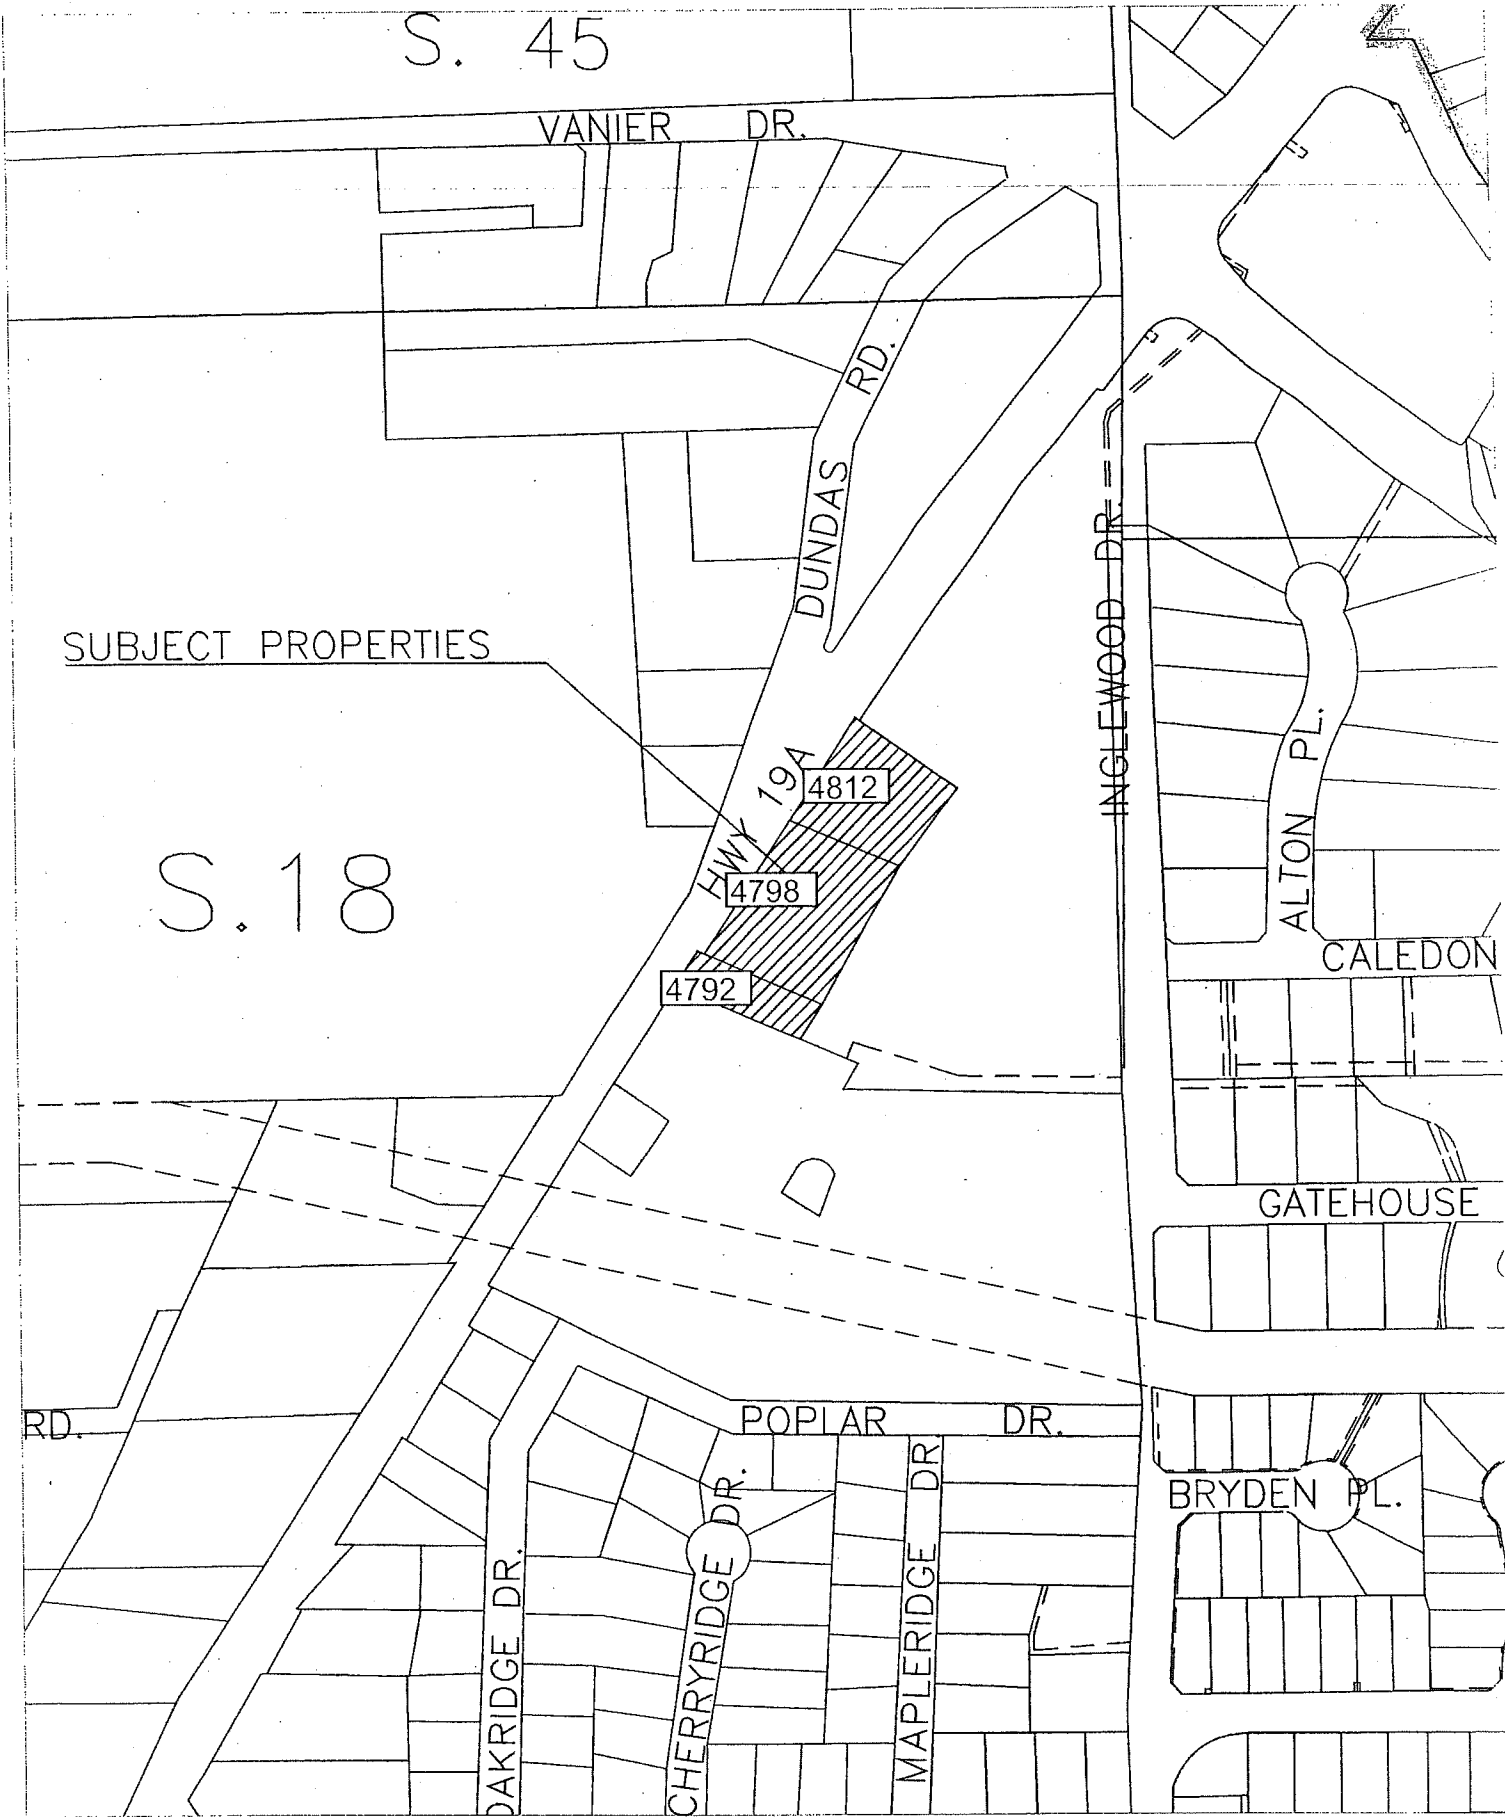 S. 45
VANIER DR.
DUNDAS RD.
SUBJECT PROPERTIES
INGLEWOOD DR.
HWY 19A
4812
4798
4792
S.18
ALTON PL.
CALEDON
GATEHOUSE
RD.
POPLAR DR.
BRYDEN PL.
OAKRIDGE DR.
CHERRYRIDGE DR.
MAPLERIDGE DR